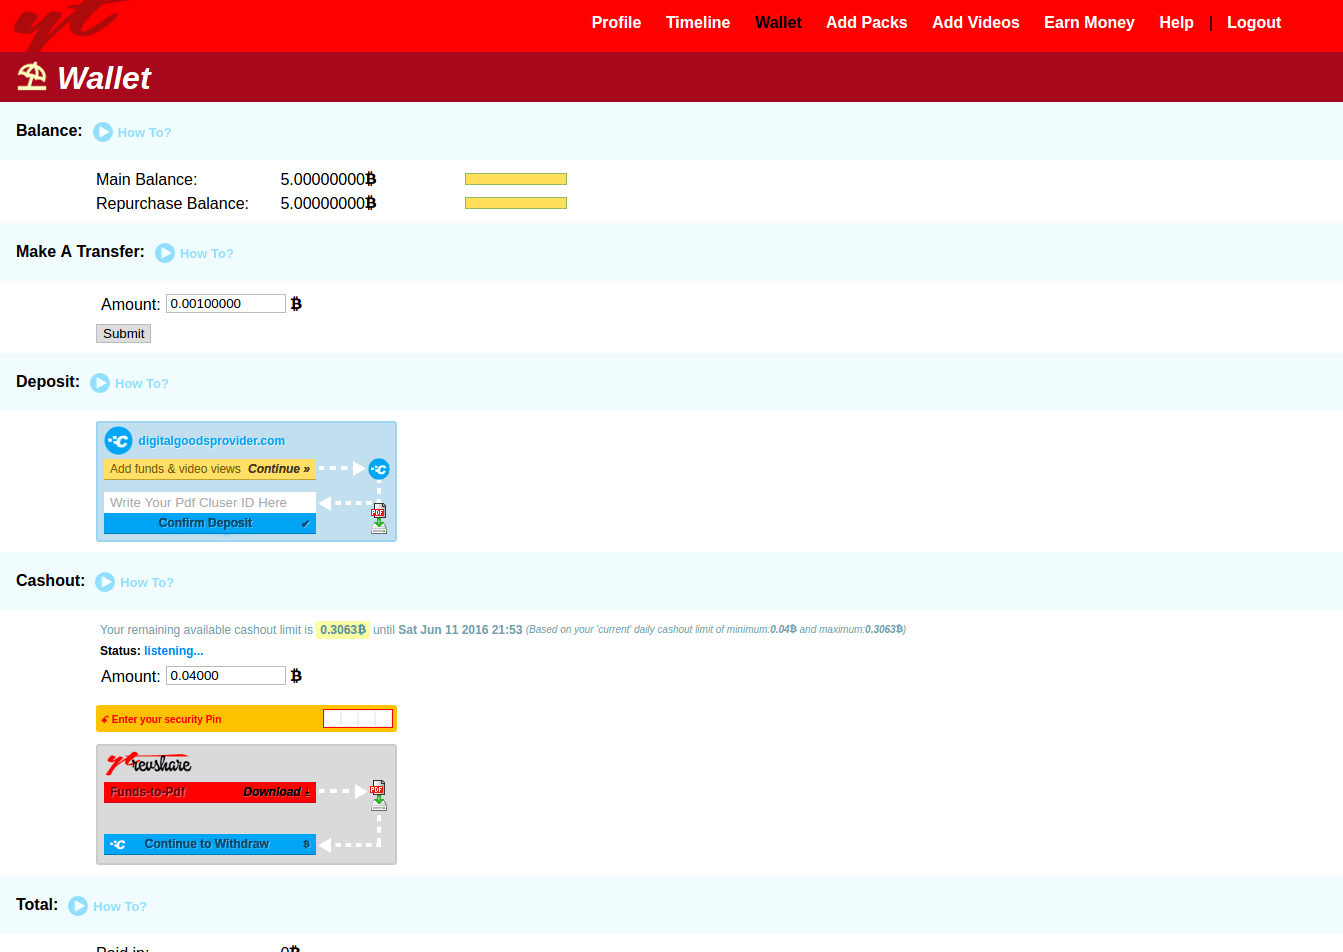 yt
Profile Timeline Wallet Add Packs Add Videos Earn Money Help | Logout
Wallet
Balance: How To?
Main Balance: 5.00000000₿
Repurchase Balance: 5.00000000₿
Make A Transfer: How To?
Amount: 0.00100000 ₿
Submit
Deposit: How To?
digitalgoodsprovider.com
Add funds & video views Continue »
Write Your Pdf Cluser ID Here
PDF
Confirm Deposit ✔
Cashout: How To?
Your remaining available cashout limit is 0.3063₿ until Sat Jun 11 2016 21:53 (Based on your 'current' daily cashout limit of minimum:0.04₿ and maximum:0.3063₿)
Status: listening...
Amount: 0.04000 ₿
Enter your security Pin
ytrevshare
Funds-to-Pdf Download ⇣
PDF
Continue to Withdraw ₿
Total: How To?
Paid in: 0₿